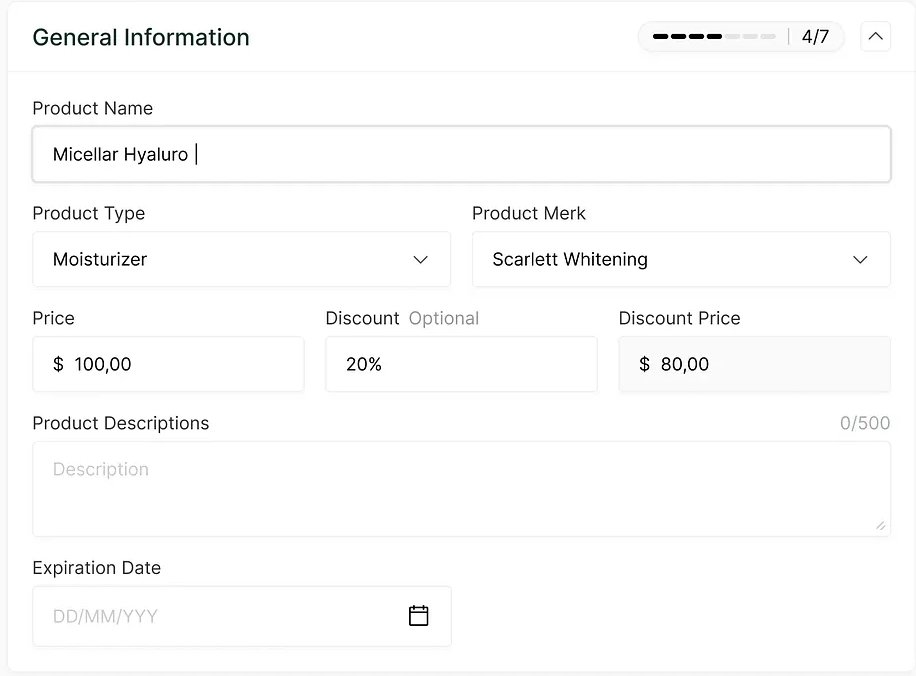 General Information 4/7
Product Name
Micellar Hyaluro
Product Type Product Merk
Moisturizer Scarlett Whitening
Price Discount Optional Discount Price
$ 100,00 20% $ 80,00
Product Descriptions 0/500
Description
Expiration Date
DD/MM/YYY